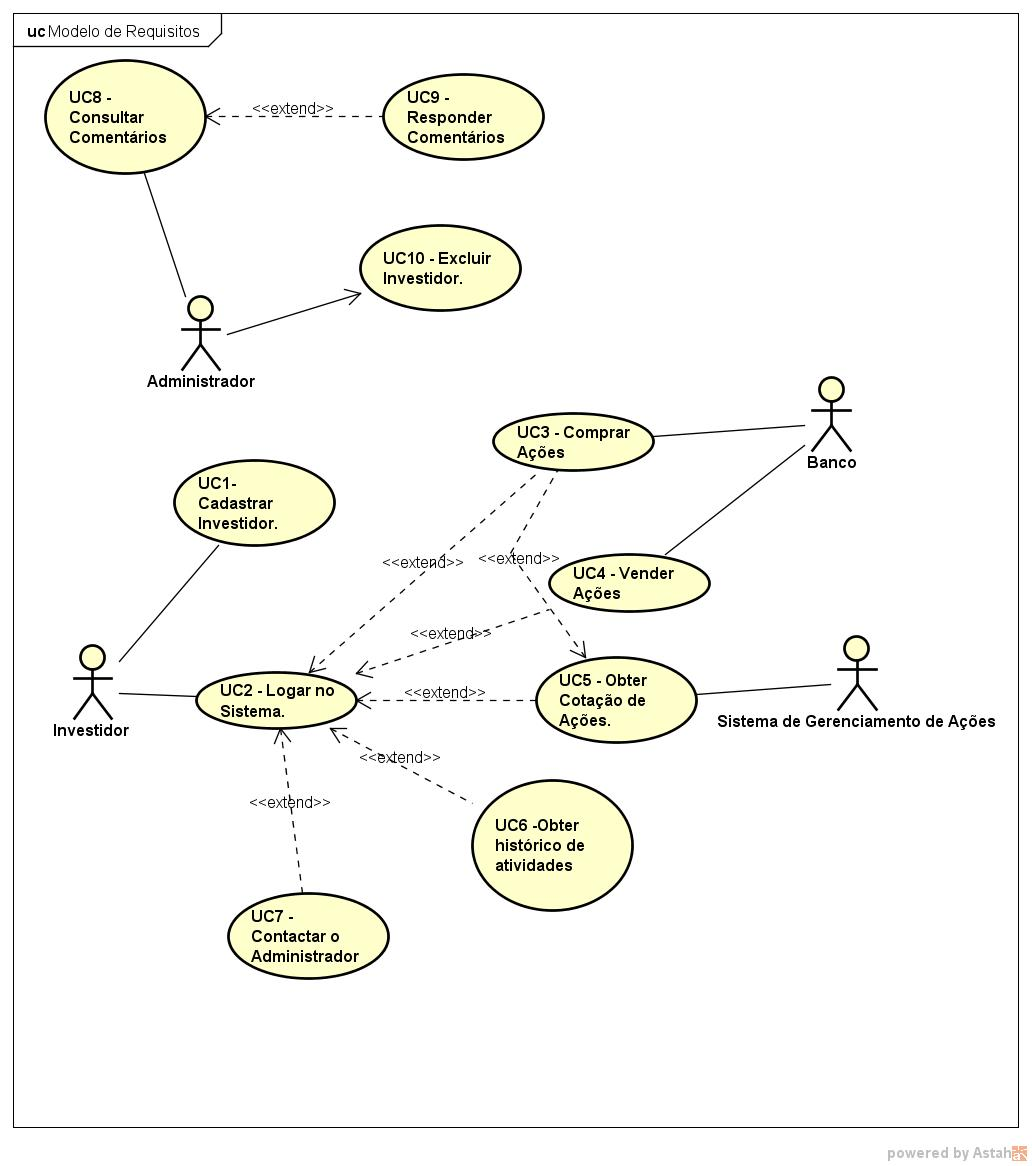 uc Modelo de Requisitos
UC8 -
Consultar
Comentários
<<extend>>
UC9 -
Responder
Comentários
UC10 - Excluir
Investidor.
Administrador
UC3 - Comprar
Ações
Banco
UC1-
Cadastrar
Investidor.
<<extend>>
<<extend>>
UC4 - Vender
Ações
<<extend>>
Investidor
UC2 - Logar no
Sistema.
<<extend>>
UC5 - Obter
Cotação de
Ações.
Sistema de Gerenciamento de Ações
<<extend>>
<<extend>>
UC6 -Obter
histórico de
atividades
UC7 -
Contactar o
Administrador
powered by Astah